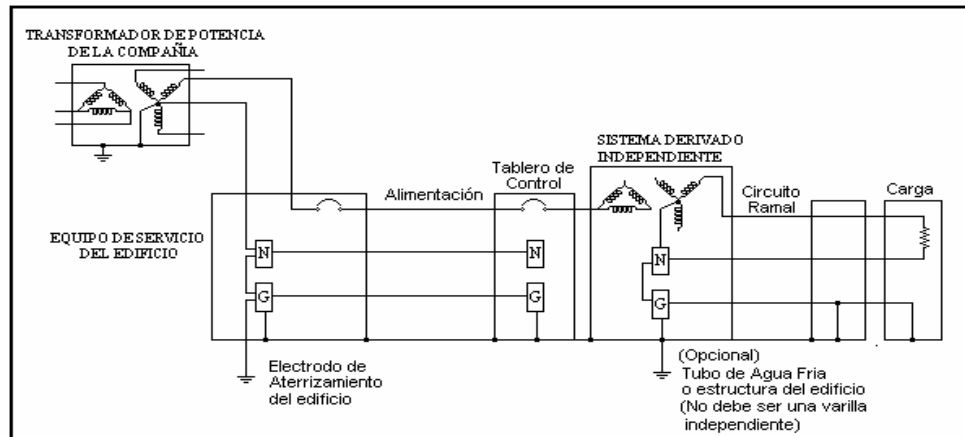 TRANSFORMADOR DE POTENCIA
DE LA COMPAÑIA
SISTEMA DERIVADO
INDEPENDIENTE
Tablero de
Control
Alimentación
Circuito
Ramal
Carga
EQUIPO DE SERVICIO
DEL EDIFICIO
N
N
N
G
G
G
Electrodo de
Aterrizamiento
del edificio
(Opcional)
Tubo de Agua Fria
o estructura del edificio
(No debe ser una varilla
independiente)